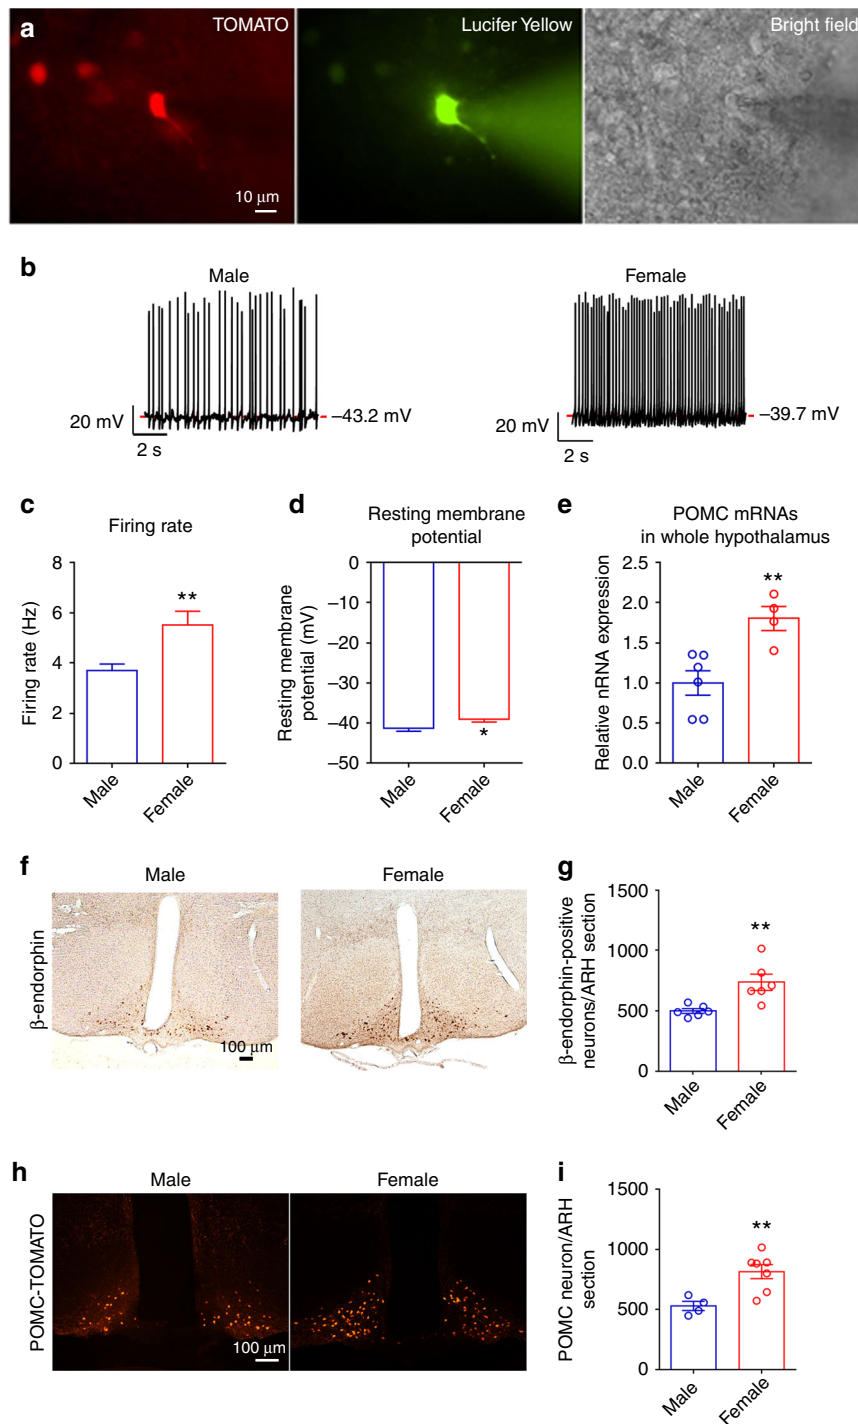 a
TOMATO
Lucifer Yellow
Bright field
10 μm
b
Male
Female
20 mV
2 s
–43.2 mV
20 mV
2 s
–39.7 mV
c
Firing rate
Firing rate (Hz)
8
6
4
2
0
**
Male
Female
d
Resting membrane
potential
Resting membrane
potential (mV)
0
–10
–20
–30
–40
–50
*
Male
Female
e
POMC mRNAs
in whole hypothalamus
Relative nRNA expression
2.5
2.0
1.5
1.0
0.5
0.0
**
Male
Female
f
Male
Female
β-endorphin
100 μm
g
β-endorphin-positive
neurons/ARH section
1500
1000
500
0
**
Male
Female
h
Male
Female
POMC-TOMATO
100 μm
i
POMC neuron/ARH
section
1500
1000
500
0
**
Male
Female